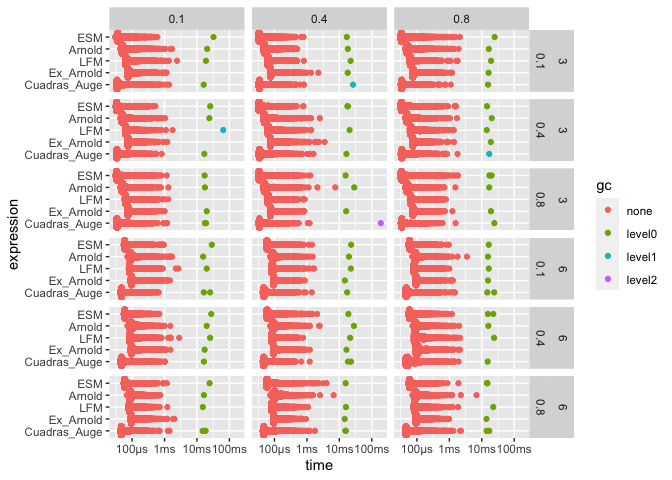 0.1 0.4 0.8
ESM
Arnold
LFM
Ex_Arnold
Cuadras_Auge
0.1 3
ESM
Arnold
LFM
Ex_Arnold
Cuadras_Auge
0.4 3
ESM
Arnold
LFM
Ex_Arnold
Cuadras_Auge
0.8 3
ESM
Arnold
LFM
Ex_Arnold
Cuadras_Auge
0.1 6
ESM
Arnold
LFM
Ex_Arnold
Cuadras_Auge
0.4 6
ESM
Arnold
LFM
Ex_Arnold
Cuadras_Auge
0.8 6
100µs 1ms 10ms 100ms 100µs 1ms 10ms 100ms 100µs 1ms 10ms 100ms
time
expression
gc
none
level0
level1
level2